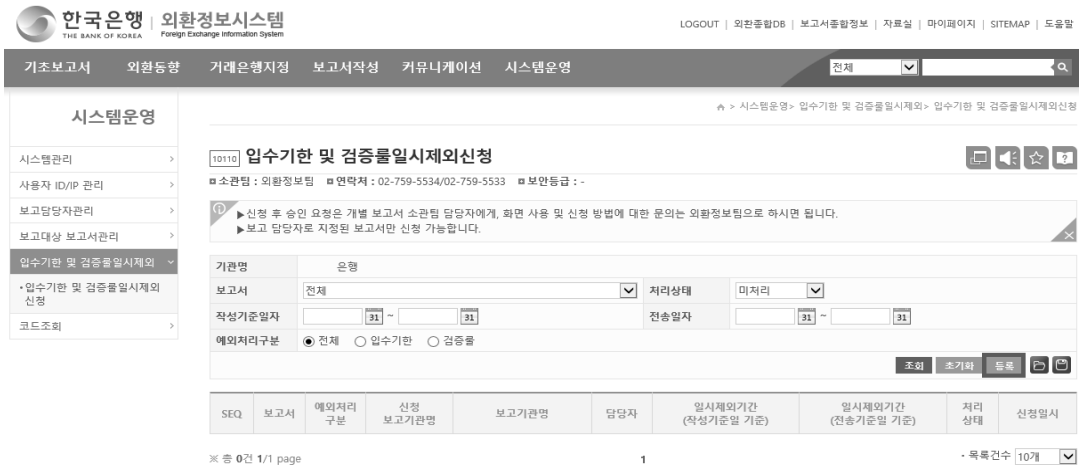 한국은행 외환정보시스템
THE BANK OF KOREA Foreign Exchange Information System
LOGOUT | 외환종합DB | 보고서종합정보 | 자료실 | 마이페이지 | SITEMAP | 도움말
기초보고서 외환동향 거래은행지정 보고서작성 커뮤니케이션 시스템운영 전체
시스템운영
시스템관리
사용자 ID/IP 관리
보고담당자관리
보고대상 보고서관리
입수기한 및 검증룰일시제외
•입수기한 및 검증룰일시제외
신청
코드조회
> 시스템운영> 입수기한 및 검증룰일시제외> 입수기한 및 검증룰일시제외신청
10110 입수기한 및 검증룰일시제외신청
소관팀 : 외환정보팀 연락처 : 02-759-5534/02-759-5533 보안등급 : -
▶신청 후 승인 요청은 개별 보고서 소관팀 담당자에게, 화면 사용 및 신청 방법에 대한 문의는 외환정보팀으로 하시면 됩니다.
▶보고 담당자로 지정된 보고서만 신청 가능합니다.
기관명 은행
보고서 전체 처리상태 미처리
작성기준일자 31 ~ 31 전송일자 31 ~ 31
예외처리구분 전체 입수기한 검증룰
조회 초기화 등록
SEQ 보고서 예외처리구분 신청보고기관명 보고기관명 담당자 일시제외기간(작성기준일 기준) 일시제외기간(전송기준일 기준) 처리상태 신청일시
※ 총 0건 1/1 page 1 • 목록건수 10개